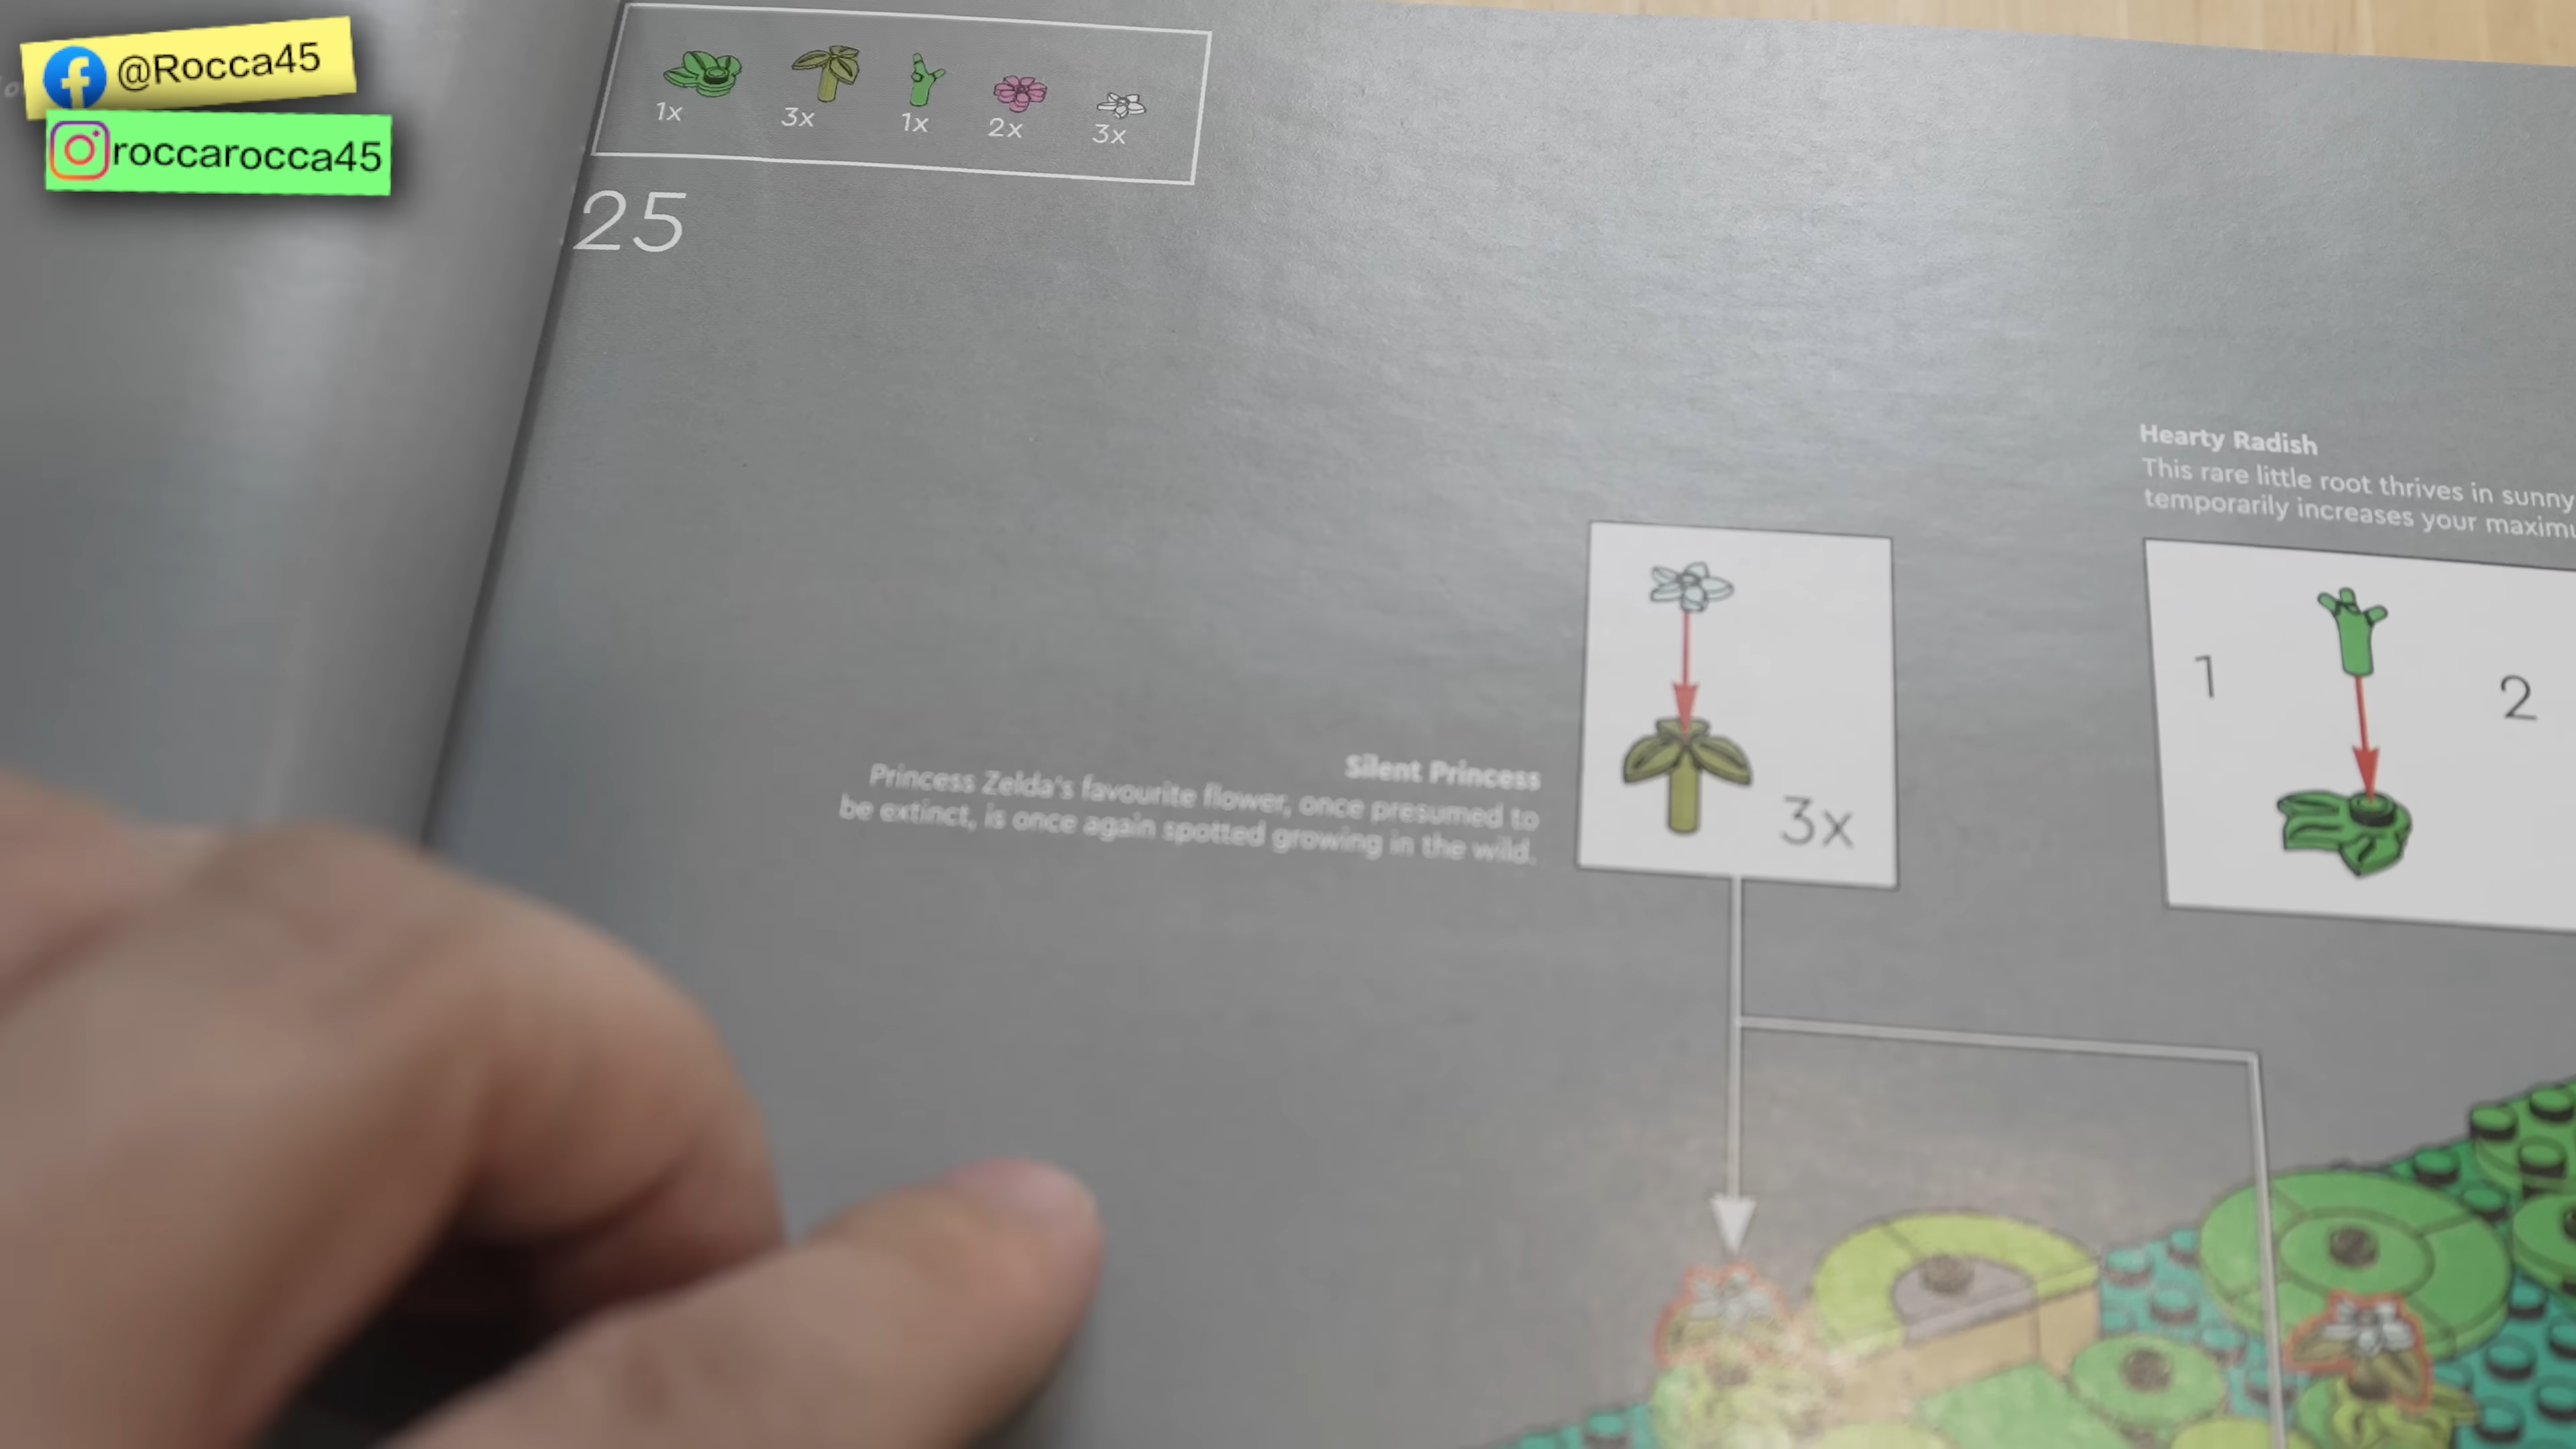 @Rocca45
roccarocca45
1x
3x
1x
2x
3x
25
Hearty Radish
This rare little root thrives in sunny
temporarily increases your
Silent Princess
Princess Zelda's favourite flower, once presumed to
be extinct, is once again spotted growing in the wild.
3x
1
2